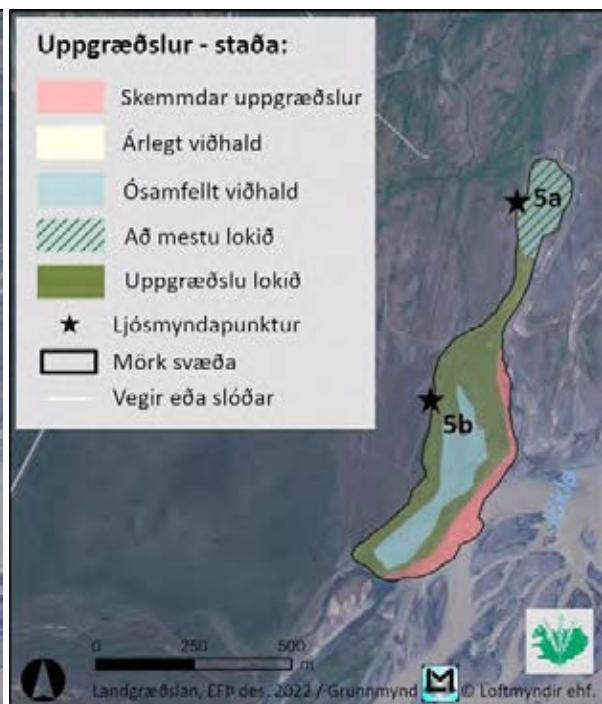 Uppgræðslur - staða:
Skemmdar uppgræðslur
Árlegt viðhald
Ósamfellt viðhald
Að mestu lokið
Uppgræðslu lokið
Ljósmyndapunktur
Mörk svæða
Vegir eða slóðar
5a
5b
0 250 500
m
Landgræðslan, EFÞ des. 2022 / Grunnmynd M © Loftmyndir ehf.